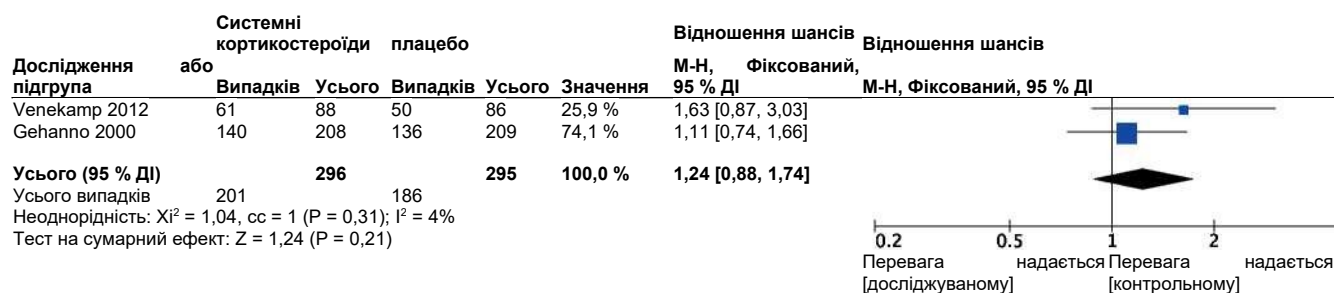 Системні кортикостероїди плацебо Відношення шансів Відношення шансів
Дослідження або підгрупа Випадків Усього Випадків Усього Значення М-Н, Фіксований, 95 % ДІ М-Н, Фіксований, 95 % ДІ
Venekamp 2012 61 88 50 86 25,9 % 1,63 [0,87, 3,03]
Gehanno 2000 140 208 136 209 74,1 % 1,11 [0,74, 1,66]
Усього (95 % ДІ) 296 295 100,0 % 1,24 [0,88, 1,74]
Усього випадків 201 186
Неоднорідність: Xi² = 1,04, сс = 1 (P = 0,31); I² = 4%
Тест на сумарний ефект: Z = 1,24 (P = 0,21)
0.2 0.5 1 2
Перевага надається [досліджуваному] Перевага надається [контрольному]